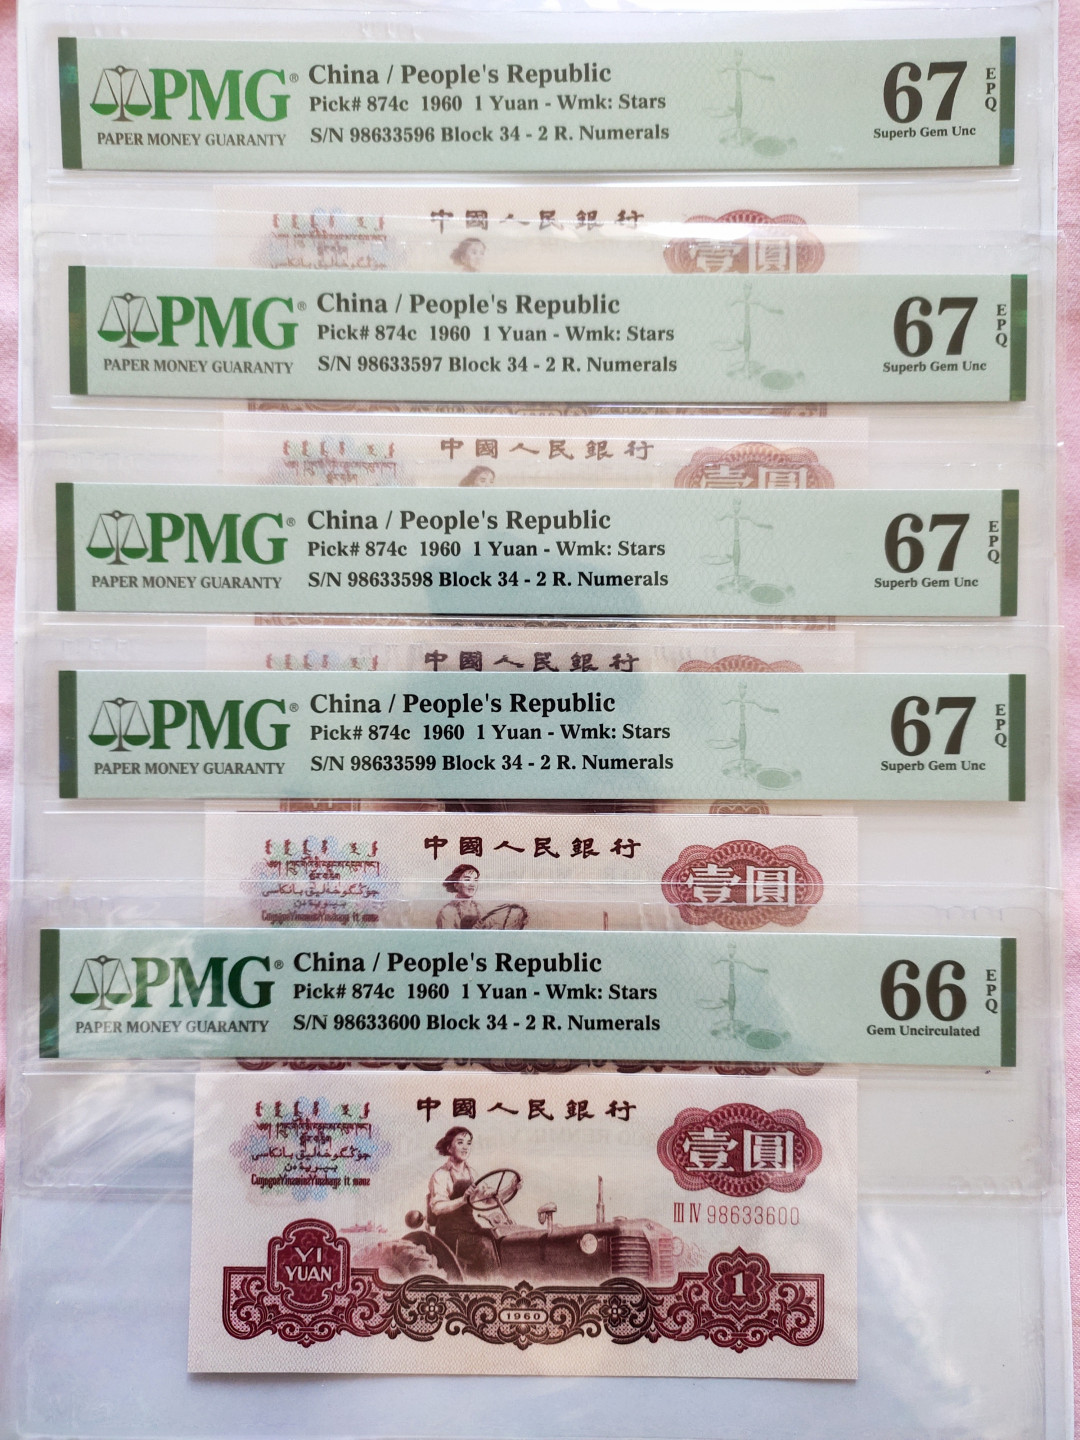 PMG®
PAPER MONEY GUARANTY
China / People's Republic
Pick# 874c 1960 1 Yuan - Wmk: Stars
S/N 98633596 Block 34 - 2 R. Numerals
67
EPQ
Superb Gem Unc
中國人民銀行
壹圓
PMG®
PAPER MONEY GUARANTY
China / People's Republic
Pick# 874c 1960 1 Yuan - Wmk: Stars
S/N 98633597 Block 34 - 2 R. Numerals
67
EPQ
Superb Gem Unc
中國人民銀行
壹圓
PMG®
PAPER MONEY GUARANTY
China / People's Republic
Pick# 874c 1960 1 Yuan - Wmk: Stars
S/N 98633598 Block 34 - 2 R. Numerals
67
EPQ
Superb Gem Unc
中國人民銀行
PMG®
PAPER MONEY GUARANTY
China / People's Republic
Pick# 874c 1960 1 Yuan - Wmk: Stars
S/N 98633599 Block 34 - 2 R. Numerals
67
EPQ
Superb Gem Unc
中國人民銀行
壹圓
PMG®
PAPER MONEY GUARANTY
China / People's Republic
Pick# 874c 1960 1 Yuan - Wmk: Stars
S/N 98633600 Block 34 - 2 R. Numerals
66
EPQ
Gem Uncirculated
中國人民銀行
壹圓
III IV 98633600
YI
YUAN
1
1960